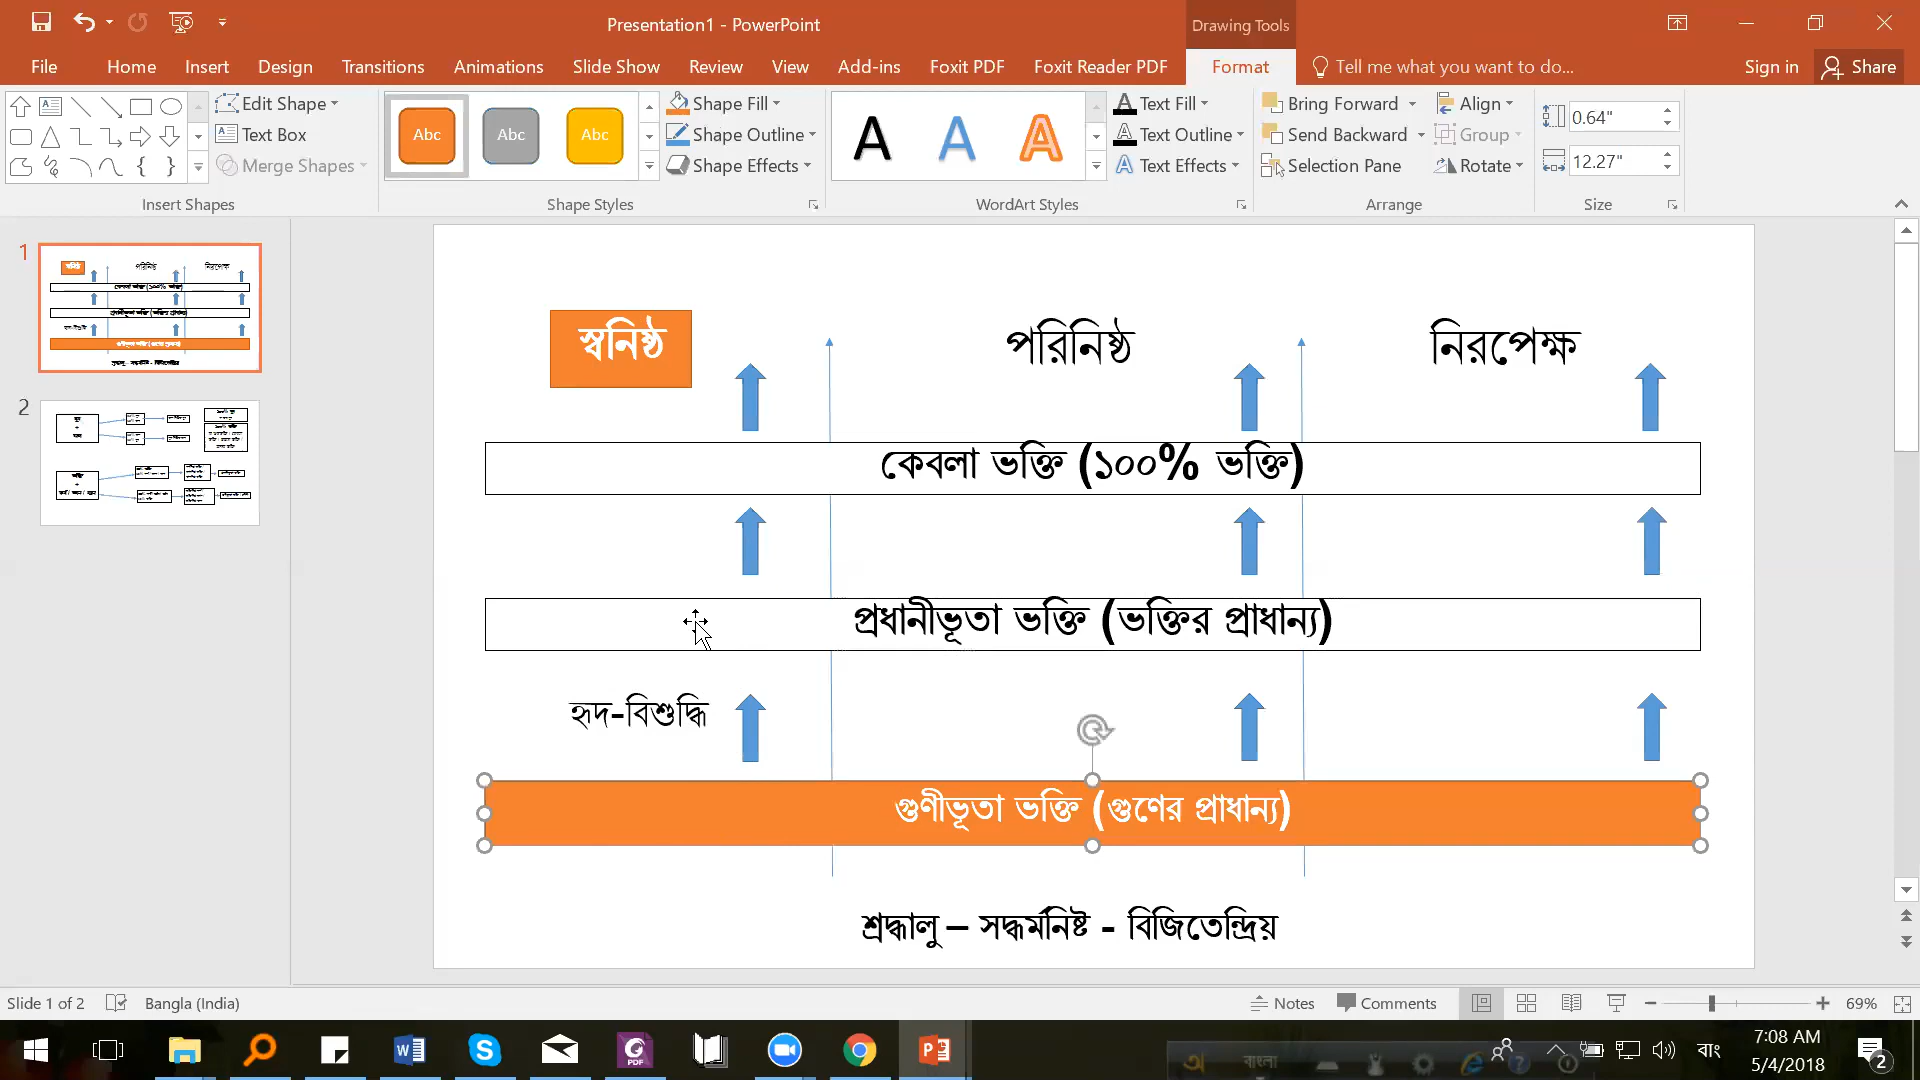 Presentation1 - PowerPoint
Drawing Tools
File Home Insert Design Transitions Animations Slide Show Review View Add-ins Foxit PDF Foxit Reader PDF Format Tell me what you want to do... Sign in Share
Edit Shape
Text Box
Merge Shapes
Insert Shapes
Abc Abc Abc
Shape Fill
Shape Outline
Shape Effects
Shape Styles
A A A
Text Fill
Text Outline
Text Effects
WordArt Styles
Bring Forward
Send Backward
Selection Pane
Align
Group
Rotate
Arrange
0.64"
12.27"
Size
1
2
স্বনিষ্ঠ পরিনিষ্ঠ নিরপেক্ষ
কেবলা ভক্তি (১০০% ভক্তি)
প্রধানীভূতা ভক্তি (ভক্তির প্রাধান্য)
হৃদ-বিশুদ্ধি
গুণীভূতা ভক্তি (গুণের প্রাধান্য)
শ্রদ্ধালু – সদ্ধর্মনিষ্ট - বিজিতেন্দ্রিয়
Slide 1 of 2 Bangla (India) Notes Comments 69%
বাংলা
বাং
7:08 AM
5/4/2018
2